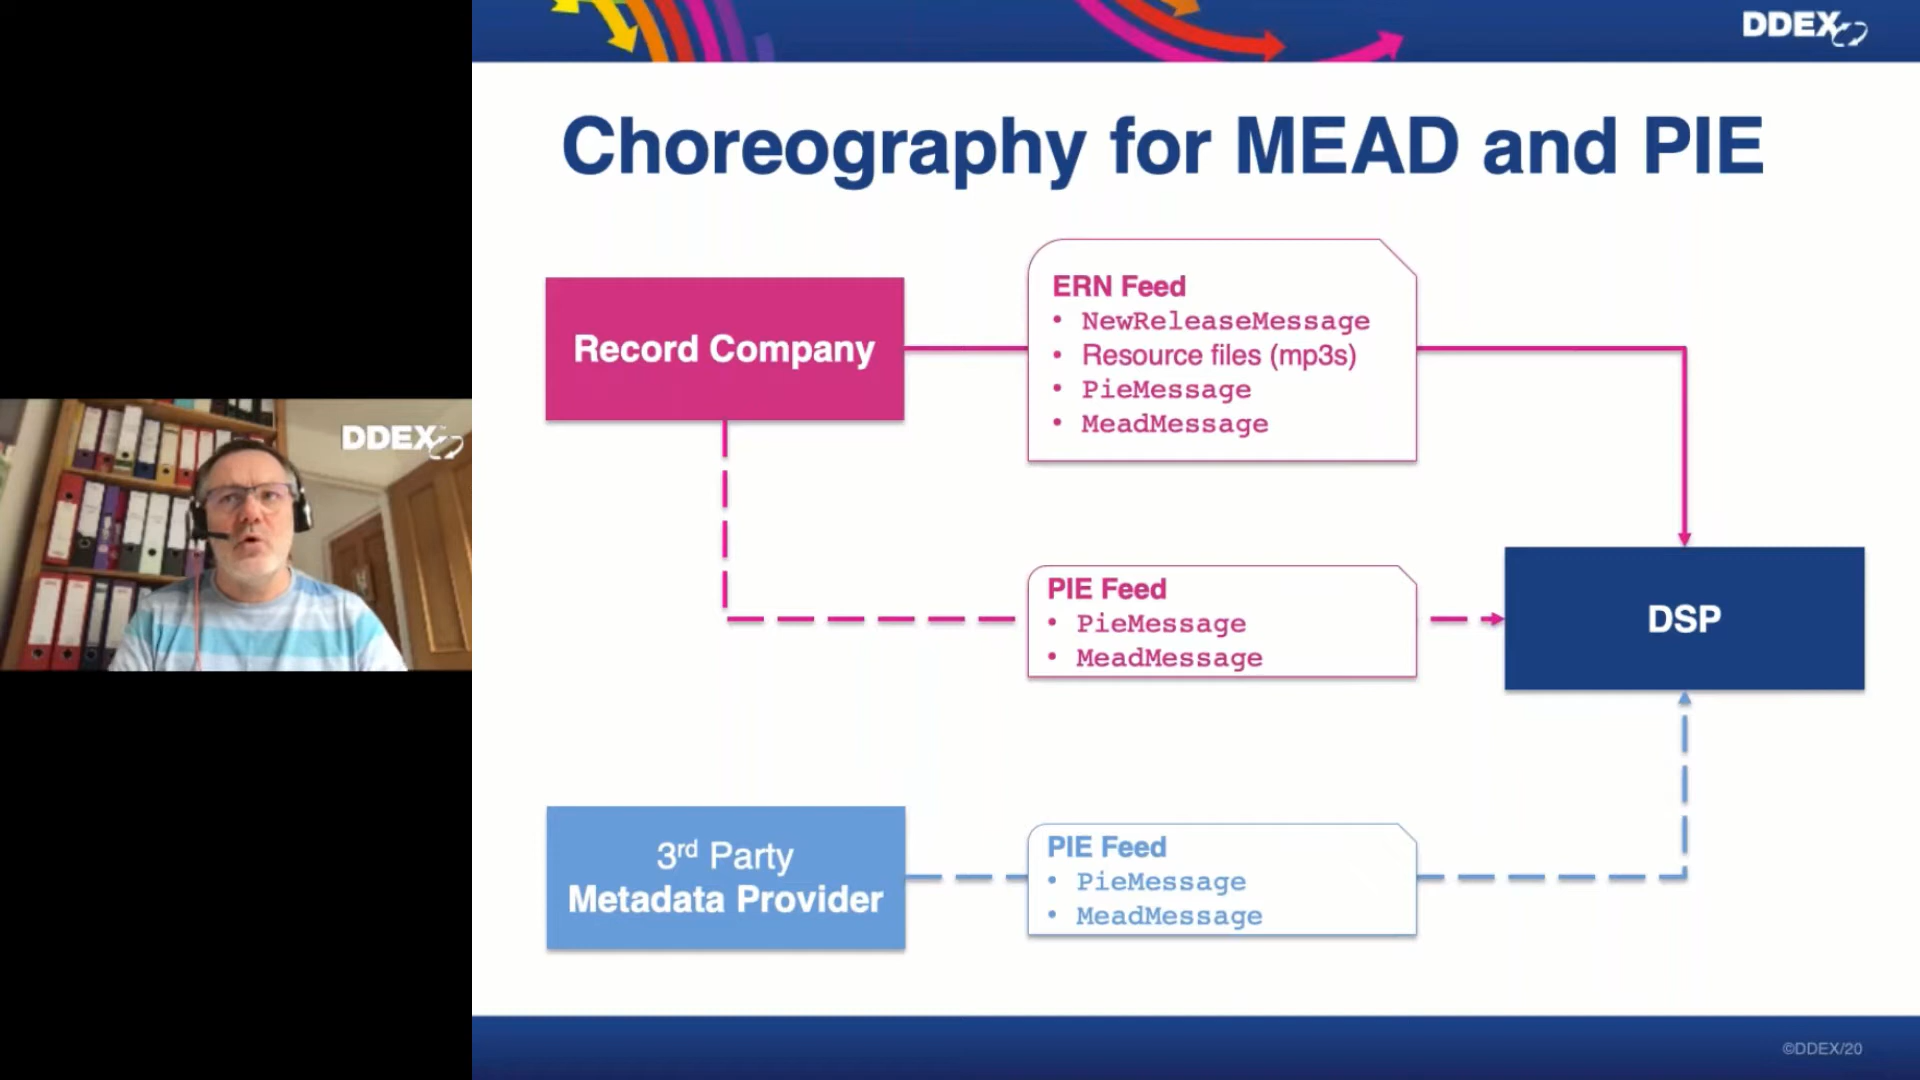 DDEX
Choreography for MEAD and PIE
Record Company
ERN Feed
• NewReleaseMessage
• Resource files (mp3s)
• PieMessage
• MeadMessage
DDEX
PIE Feed
• PieMessage
• MeadMessage
DSP
3rd Party
Metadata Provider
PIE Feed
• PieMessage
• MeadMessage
©DDEX/20